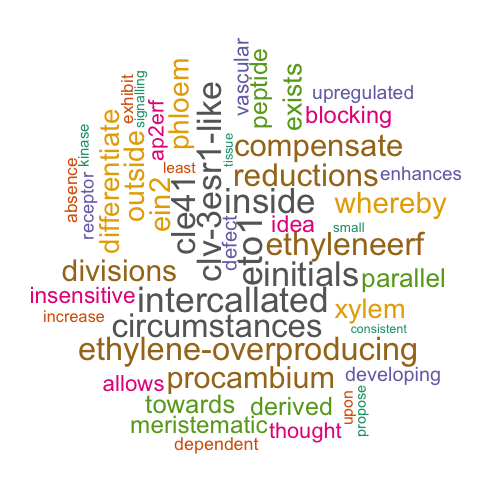 vascular
peptide
exists
upregulated
blocking
signalling
exhibit
ap2erf
phloem
least
tissue
compensate
reductions
enhances
kinase
absence
receptor
differentiate
outside
ein2
cle41
clv-3esr1-like
inside
whereby
defect
idea
small
eto1
ethyleneerf
divisions
einitials
parallel
insensitive
intercallated
increase
circumstances
xylem
consistent
ethylene-overproducing
allows
procambium
developing
towards
derived
upon
propose
meristematic
thought
dependent